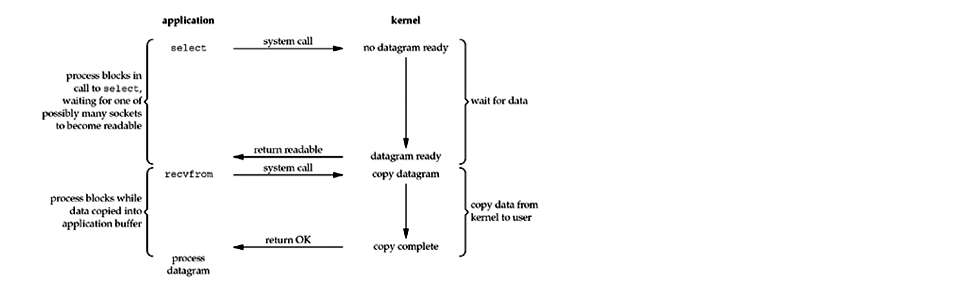 application
kernel
select
system call
no datagram ready
process blocks in
call to select,
waiting for one of
possibly many sockets
to become readable
wait for data
return readable
datagram ready
recvfrom
system call
copy datagram
process blocks while
data copied into
application buffer
copy data from
kernel to user
return OK
copy complete
process
datagram